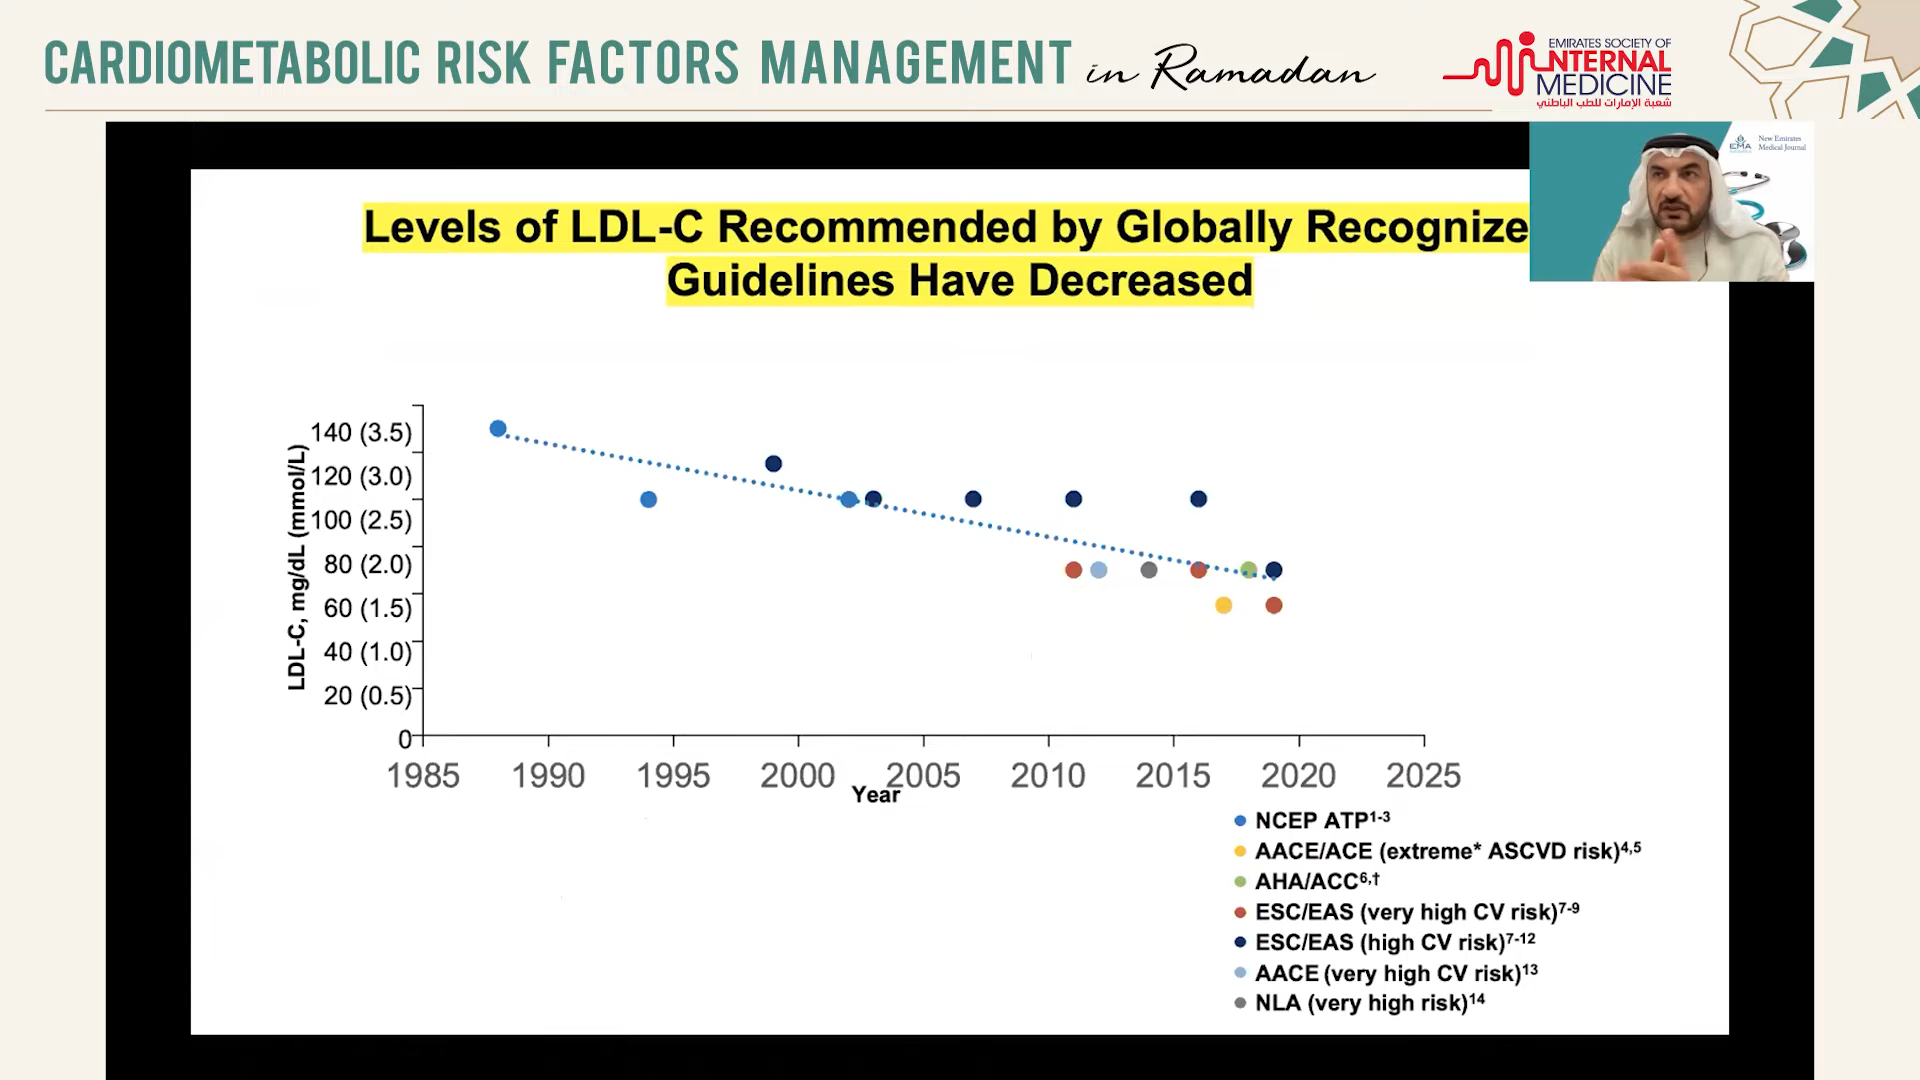 CARDIOMETABOLIC RISK FACTORS MANAGEMENT in Ramadan
EMIRATES SOCIETY OF
INTERNAL
MEDICINE
شعبة الإمارات للطب الباطني
EMA
New Emirates
Medical Journal
Levels of LDL-C Recommended by Globally Recognize
Guidelines Have Decreased
LDL-C, mg/dL (mmol/L)
140 (3.5)
120 (3.0)
100 (2.5)
80 (2.0)
60 (1.5)
40 (1.0)
20 (0.5)
0
1985 1990 1995 2000 2005 2010 2015 2020 2025
Year
NCEP ATP¹⁻³
AACE/ACE (extreme* ASCVD risk)⁴,⁵
AHA/ACC⁶,†
ESC/EAS (very high CV risk)⁷⁻⁹
ESC/EAS (high CV risk)⁷⁻¹²
AACE (very high CV risk)¹³
NLA (very high risk)¹⁴